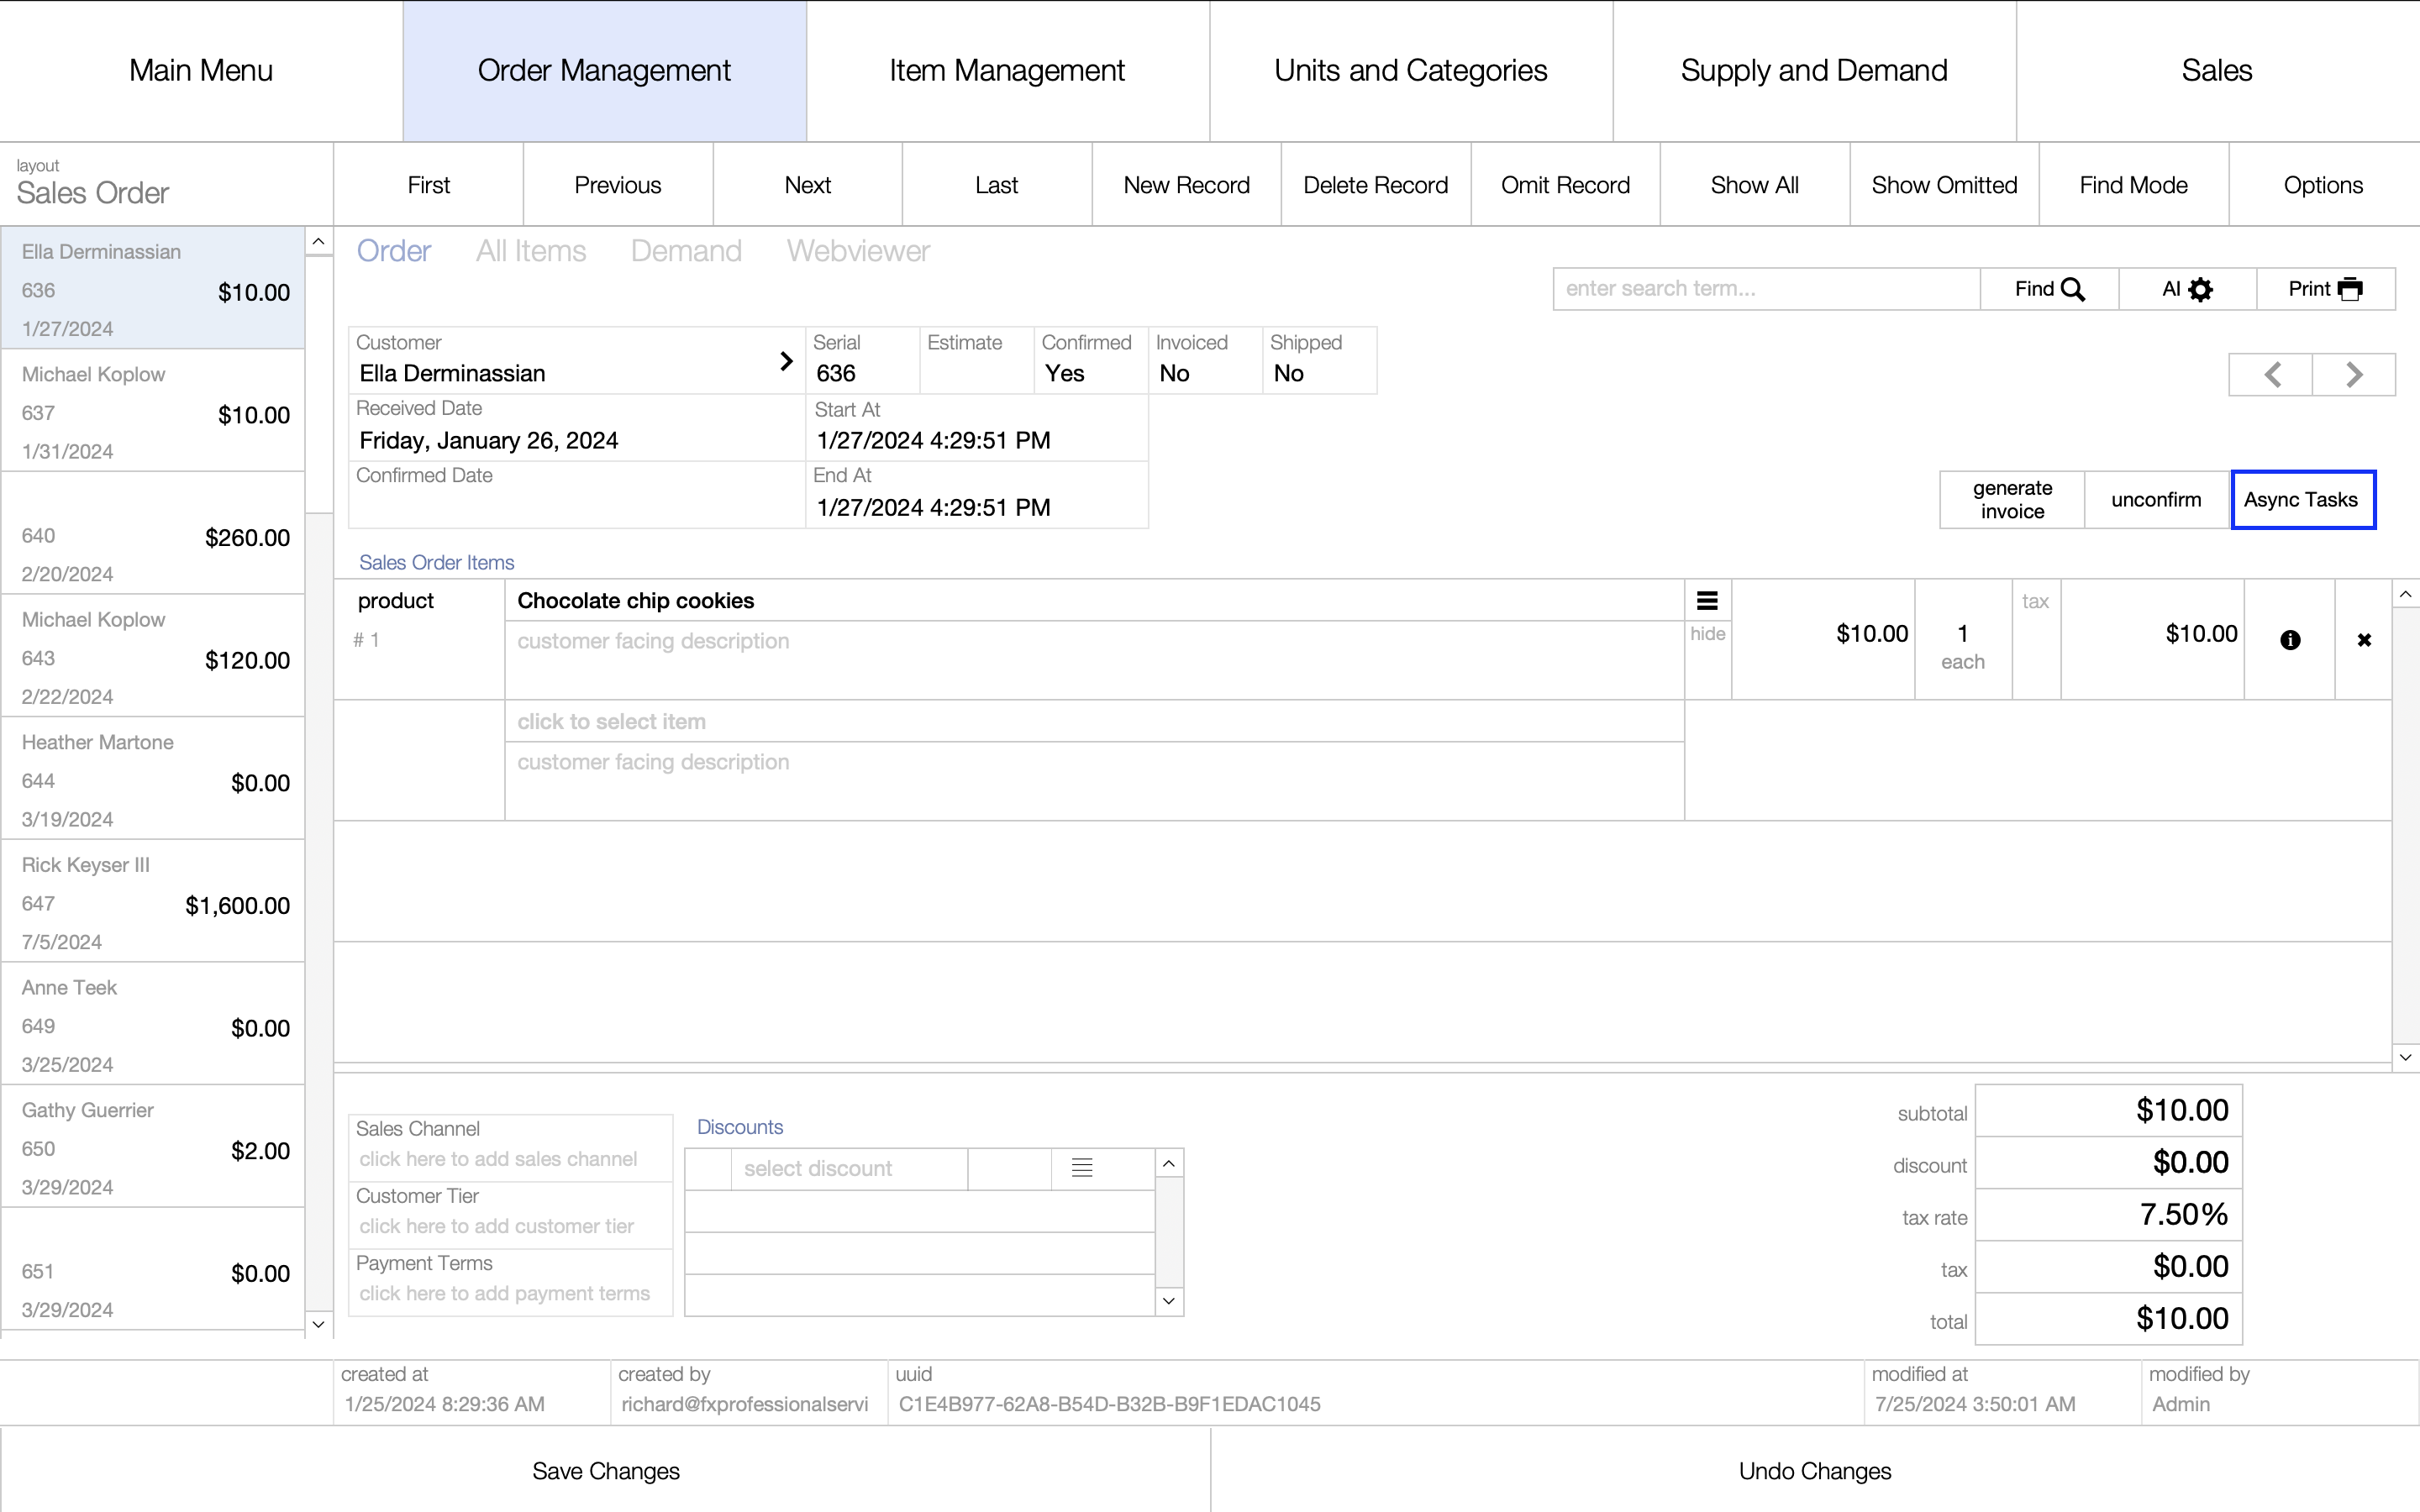 Main Menu
Order Management
Item Management
Units and Categories
Supply and Demand
Sales
layout
Sales Order
First
Previous
Next
Last
New Record
Delete Record
Omit Record
Show All
Show Omitted
Find Mode
Options
Ella Derminassian
636 $10.00
1/27/2024
Michael Koplow
637 $10.00
1/31/2024
640 $260.00
2/20/2024
Michael Koplow
643 $120.00
2/22/2024
Heather Martone
644 $0.00
3/19/2024
Rick Keyser III
647 $1,600.00
7/5/2024
Anne Teek
649 $0.00
3/25/2024
Gathy Guerrier
650 $2.00
3/29/2024
651 $0.00
3/29/2024
Order
All Items
Demand
Webviewer
enter search term...
Find
AI
Print
Customer
Ella Derminassian
Serial
636
Estimate
Confirmed
Yes
Invoiced
No
Shipped
No
Received Date
Friday, January 26, 2024
Start At
1/27/2024 4:29:51 PM
Confirmed Date
End At
1/27/2024 4:29:51 PM
generate
invoice
unconfirm
Async Tasks
Sales Order Items
product
# 1
Chocolate chip cookies
customer facing description
hide
$10.00
1
each
tax
$10.00
click to select item
customer facing description
Sales Channel
click here to add sales channel
Customer Tier
click here to add customer tier
Payment Terms
click here to add payment terms
Discounts
select discount
subtotal $10.00
discount $0.00
tax rate 7.50%
tax $0.00
total $10.00
created at
1/25/2024 8:29:36 AM
created by
richard@fxprofessionalservi
uuid
C1E4B977-62A8-B54D-B32B-B9F1EDAC1045
modified at
7/25/2024 3:50:01 AM
modified by
Admin
Save Changes
Undo Changes